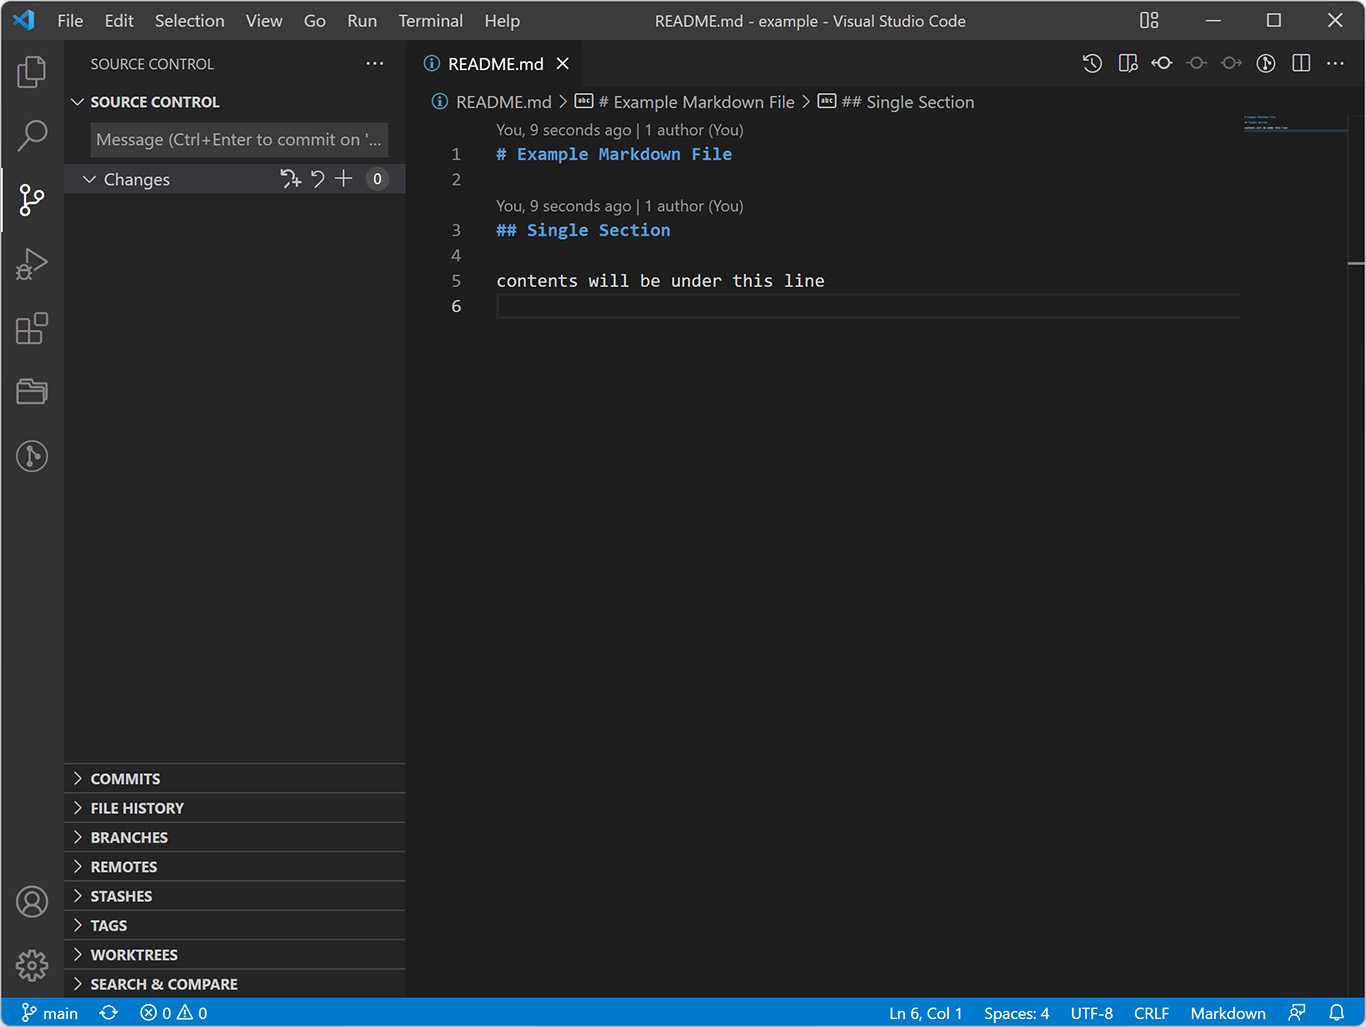 File Edit Selection View Go Run Terminal Help README.md - example - Visual Studio Code
SOURCE CONTROL
SOURCE CONTROL
Message (Ctrl+Enter to commit on '...
Changes 0
COMMITS
FILE HISTORY
BRANCHES
REMOTES
STASHES
TAGS
WORKTREES
SEARCH & COMPARE
README.md
README.md > # Example Markdown File > ## Single Section
You, 9 seconds ago | 1 author (You)
1 # Example Markdown File
2
You, 9 seconds ago | 1 author (You)
3 ## Single Section
4
5 contents will be under this line
6
main 0 0 Ln 6, Col 1 Spaces: 4 UTF-8 CRLF Markdown